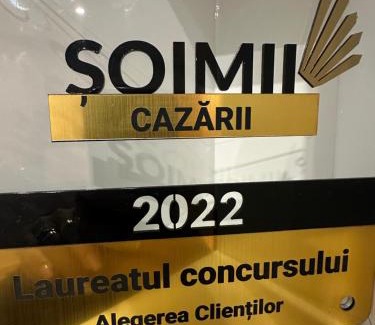 ȘOIMII
CAZĂRII
2022
Laureatul concursului
Alegerea Clienților